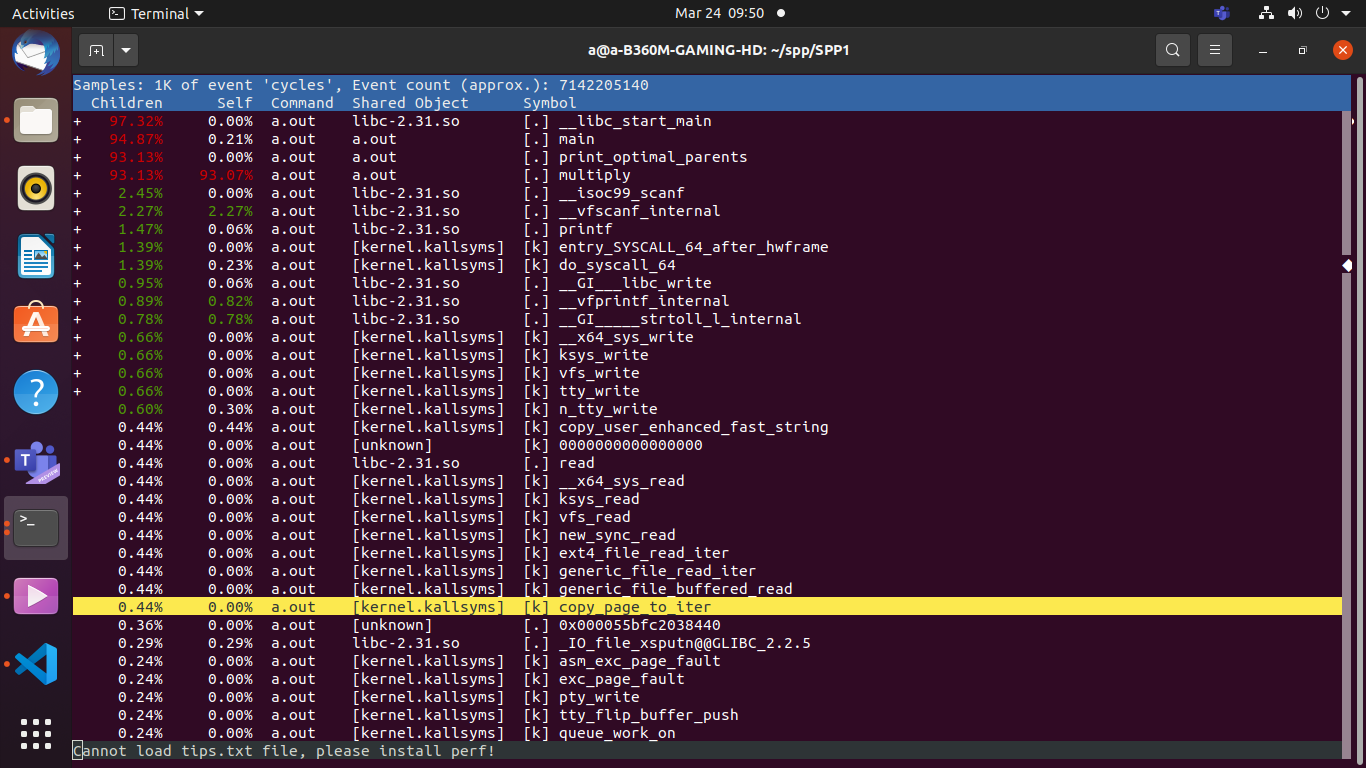 Activities Terminal Mar 24 09:50
a@a-B360M-GAMING-HD: ~/spp/SPP1
Samples: 1K of event 'cycles', Event count (approx.): 7142205140
Children Self Command Shared Object Symbol
+ 97.32% 0.00% a.out libc-2.31.so [.] __libc_start_main
+ 94.87% 0.21% a.out a.out [.] main
+ 93.13% 0.00% a.out a.out [.] print_optimal_parents
+ 93.13% 93.07% a.out a.out [.] multiply
+ 2.45% 0.00% a.out libc-2.31.so [.] __isoc99_scanf
+ 2.27% 2.27% a.out libc-2.31.so [.] __vfscanf_internal
+ 1.47% 0.06% a.out libc-2.31.so [.] printf
+ 1.39% 0.00% a.out [kernel.kallsyms] [k] entry_SYSCALL_64_after_hwframe
+ 1.39% 0.23% a.out [kernel.kallsyms] [k] do_syscall_64
+ 0.95% 0.06% a.out libc-2.31.so [.] __GI___libc_write
+ 0.89% 0.82% a.out libc-2.31.so [.] __vfprintf_internal
+ 0.78% 0.78% a.out libc-2.31.so [.] __GI_____strtoll_l_internal
+ 0.66% 0.00% a.out [kernel.kallsyms] [k] __x64_sys_write
+ 0.66% 0.00% a.out [kernel.kallsyms] [k] ksys_write
+ 0.66% 0.00% a.out [kernel.kallsyms] [k] vfs_write
+ 0.66% 0.00% a.out [kernel.kallsyms] [k] tty_write
0.60% 0.30% a.out [kernel.kallsyms] [k] n_tty_write
0.44% 0.44% a.out [kernel.kallsyms] [k] copy_user_enhanced_fast_string
0.44% 0.00% a.out [unknown] [k] 0000000000000000
0.44% 0.00% a.out libc-2.31.so [.] read
0.44% 0.00% a.out [kernel.kallsyms] [k] __x64_sys_read
0.44% 0.00% a.out [kernel.kallsyms] [k] ksys_read
0.44% 0.00% a.out [kernel.kallsyms] [k] vfs_read
0.44% 0.00% a.out [kernel.kallsyms] [k] new_sync_read
0.44% 0.00% a.out [kernel.kallsyms] [k] ext4_file_read_iter
0.44% 0.00% a.out [kernel.kallsyms] [k] generic_file_read_iter
0.44% 0.00% a.out [kernel.kallsyms] [k] generic_file_buffered_read
0.44% 0.00% a.out [kernel.kallsyms] [k] copy_page_to_iter
0.36% 0.00% a.out [unknown] [.] 0x000055bfc2038440
0.29% 0.29% a.out libc-2.31.so [.] _IO_file_xsputn@@GLIBC_2.2.5
0.24% 0.00% a.out [kernel.kallsyms] [k] asm_exc_page_fault
0.24% 0.00% a.out [kernel.kallsyms] [k] exc_page_fault
0.24% 0.00% a.out [kernel.kallsyms] [k] pty_write
0.24% 0.00% a.out [kernel.kallsyms] [k] tty_flip_buffer_push
0.24% 0.00% a.out [kernel.kallsyms] [k] queue_work_on
Cannot load tips.txt file, please install perf!